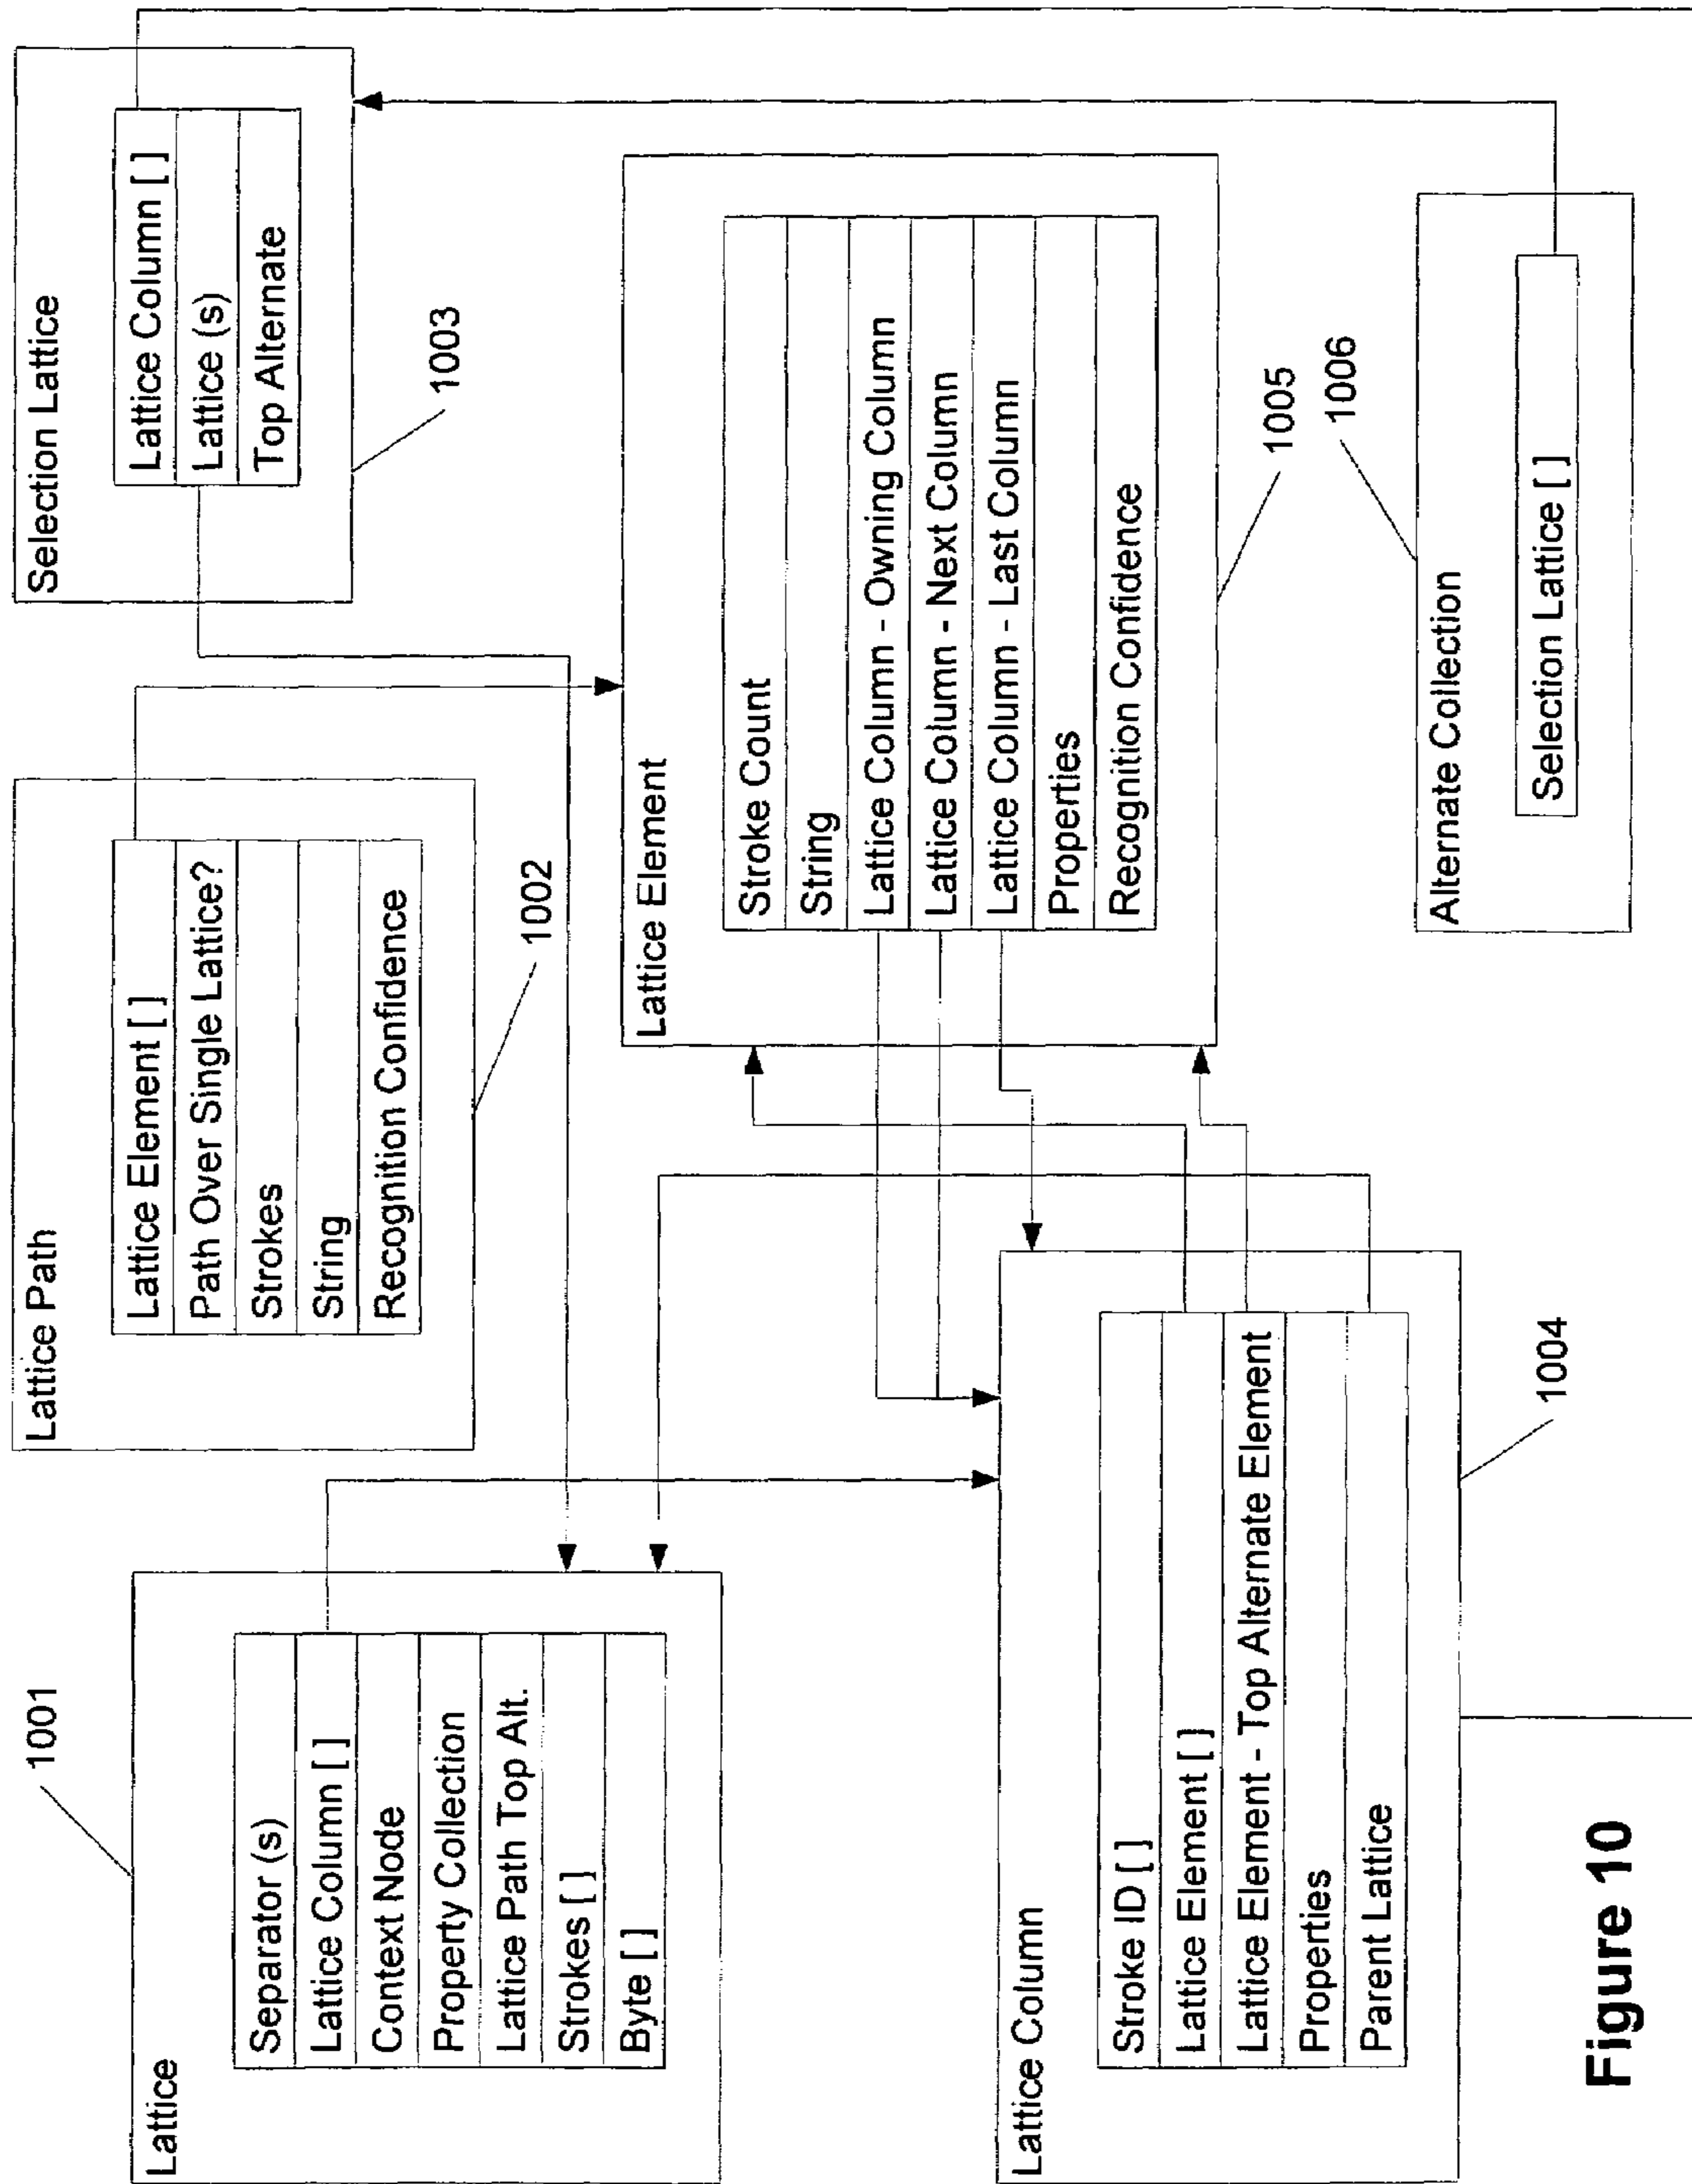 Lattice
Separator (s)
Lattice Column [ ]
Context Node
Property Collection
Lattice Path Top Alt.
Strokes [ ]
Byte [ ]
1001
Lattice Path
Lattice Element [ ]
Path Over Single Lattice?
Strokes
String
Recognition Confidence
1002
Selection Lattice
Lattice Column [ ]
Lattice (s)
Top Alternate
1003
Lattice Column
Stroke ID [ ]
Lattice Element [ ]
Lattice Element - Top Alternate Element
Properties
Parent Lattice
1004
Lattice Element
Stroke Count
String
Lattice Column - Owning Column
Lattice Column - Next Column
Lattice Column - Last Column
Properties
Recognition Confidence
1005
1006
Alternate Collection
Selection Lattice [ ]
Figure 10